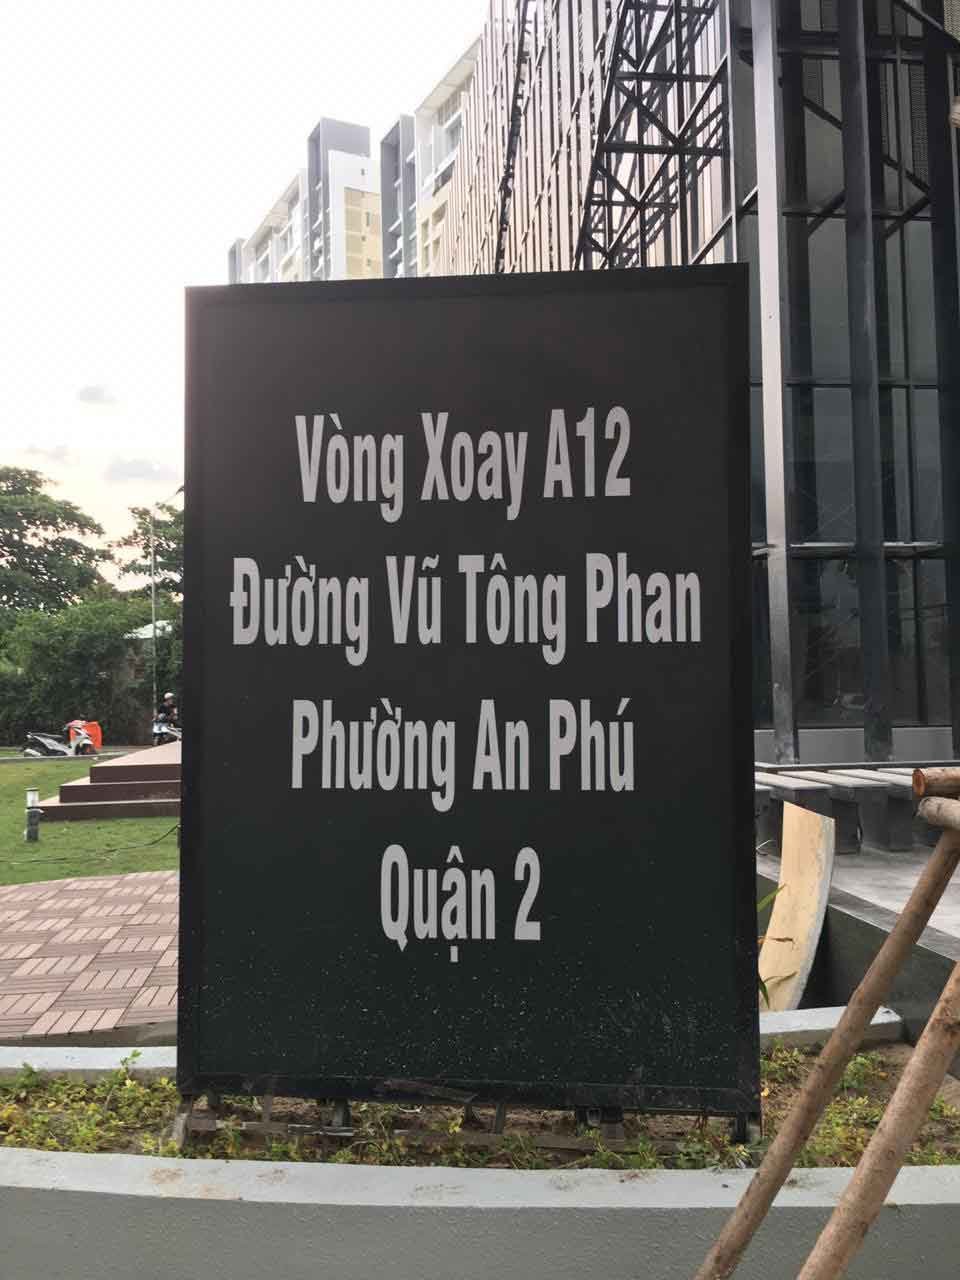 Vòng Xoay A12
Đường Vũ Tông Phan
Phường An Phú
Quận 2